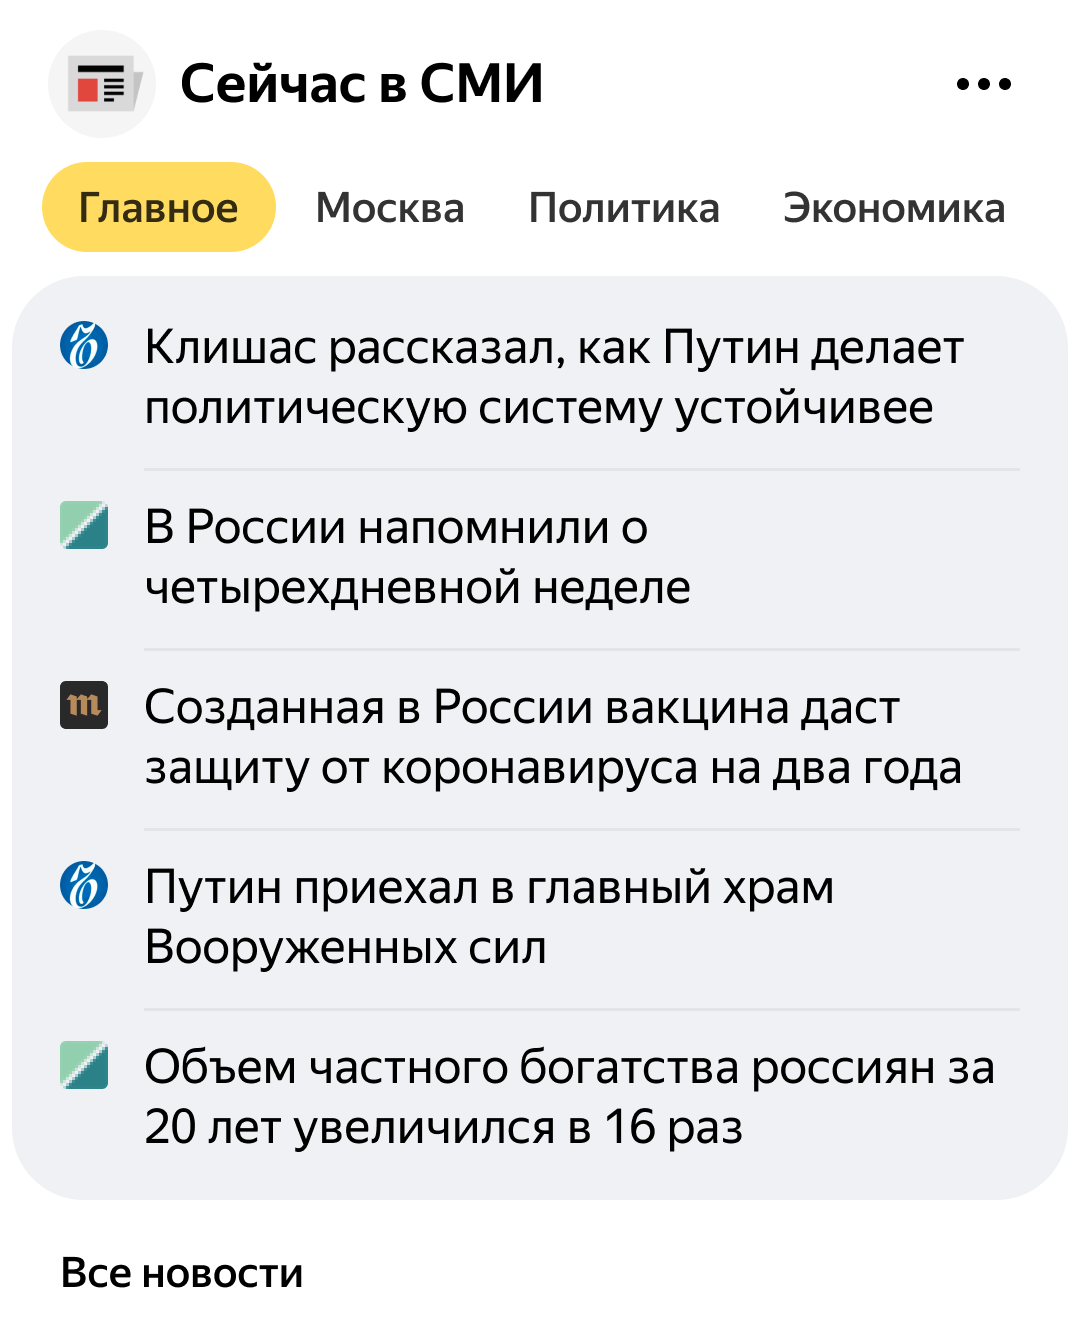 Сейчас в СМИ
Главное Москва Политика Экономика
Клишас рассказал, как Путин делает
политическую систему устойчивее
В России напомнили о
четырехдневной неделе
Созданная в России вакцина даст
защиту от коронавируса на два года
Путин приехал в главный храм
Вооруженных сил
Объем частного богатства россиян за
20 лет увеличился в 16 раз
Все новости